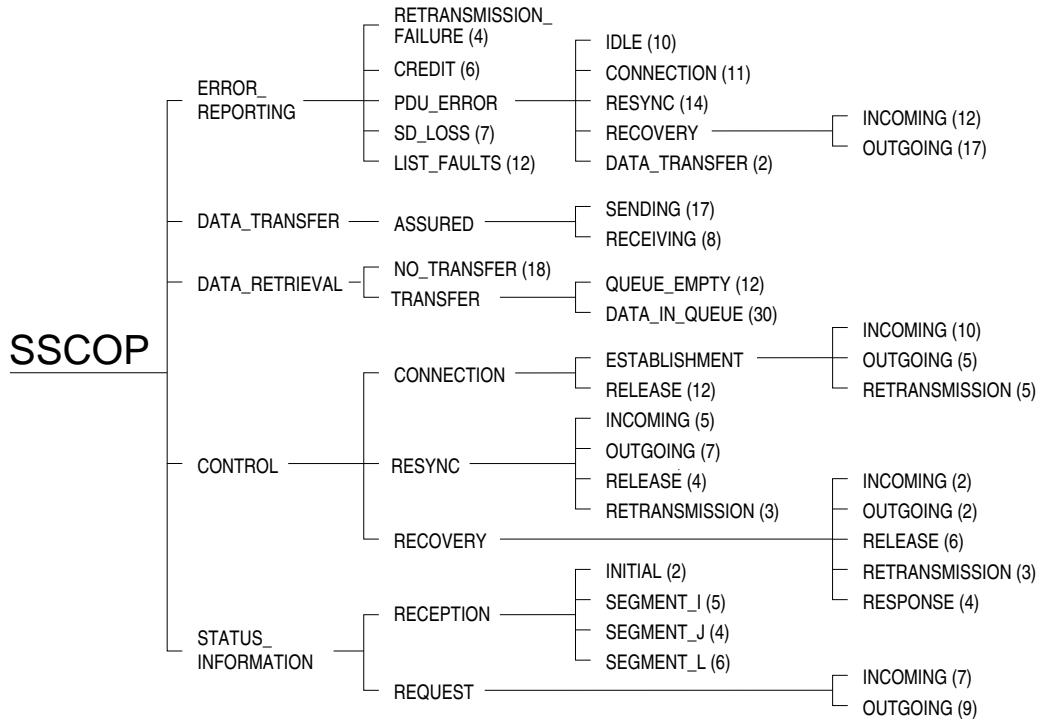 SSCOP
ERROR_
REPORTING
RETRANSMISSION_
FAILURE (4)
CREDIT (6)
PDU_ERROR
IDLE (10)
CONNECTION (11)
RESYNC (14)
RECOVERY
INCOMING (12)
OUTGOING (17)
DATA_TRANSFER (2)
SD_LOSS (7)
LIST_FAULTS (12)
DATA_TRANSFER
ASSURED
SENDING (17)
RECEIVING (8)
DATA_RETRIEVAL
NO_TRANSFER (18)
TRANSFER
QUEUE_EMPTY (12)
DATA_IN_QUEUE (30)
CONTROL
CONNECTION
ESTABLISHMENT
INCOMING (10)
OUTGOING (5)
RETRANSMISSION (5)
RELEASE (12)
RESYNC
INCOMING (5)
OUTGOING (7)
RELEASE (4)
RETRANSMISSION (3)
RECOVERY
INCOMING (2)
OUTGOING (2)
RELEASE (6)
RETRANSMISSION (3)
RESPONSE (4)
STATUS_
INFORMATION
RECEPTION
INITIAL (2)
SEGMENT_I (5)
SEGMENT_J (4)
SEGMENT_L (6)
REQUEST
INCOMING (7)
OUTGOING (9)